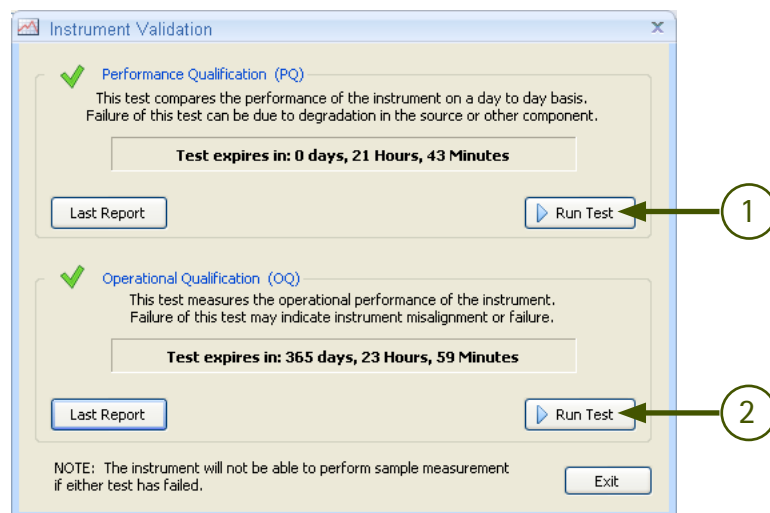 Instrument Validation
x
Performance Qualification (PQ)
This test compares the performance of the instrument on a day to day basis.
Failure of this test can be due to degradation in the source or other component.
Test expires in: 0 days, 21 Hours, 43 Minutes
Last Report
Run Test
1
Operational Qualification (OQ)
This test measures the operational performance of the instrument.
Failure of this test may indicate instrument misalignment or failure.
Test expires in: 365 days, 23 Hours, 59 Minutes
Last Report
Run Test
2
NOTE: The instrument will not be able to perform sample measurement
if either test has failed.
Exit